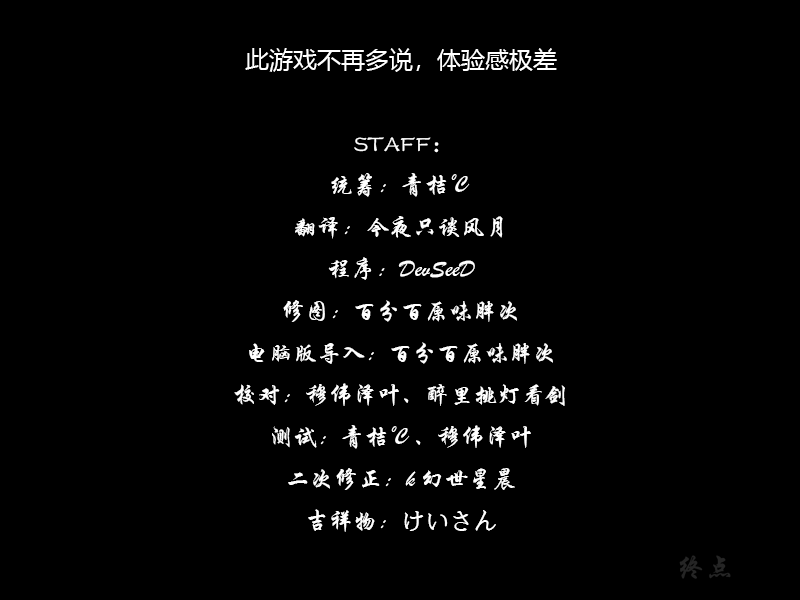 此游戏不再多说，体验感极差
STAFF：
统筹：青桔℃
翻译：今夜只谈风月
程序：DevSeeD
修图：百分百原味胖次
电脑版导入：百分百原味胖次
校对：穆伟泽叶、醉里挑灯看剑
测试：青桔℃、穆伟泽叶
二次修正：k幻世星晨
吉祥物：けいさん
终点